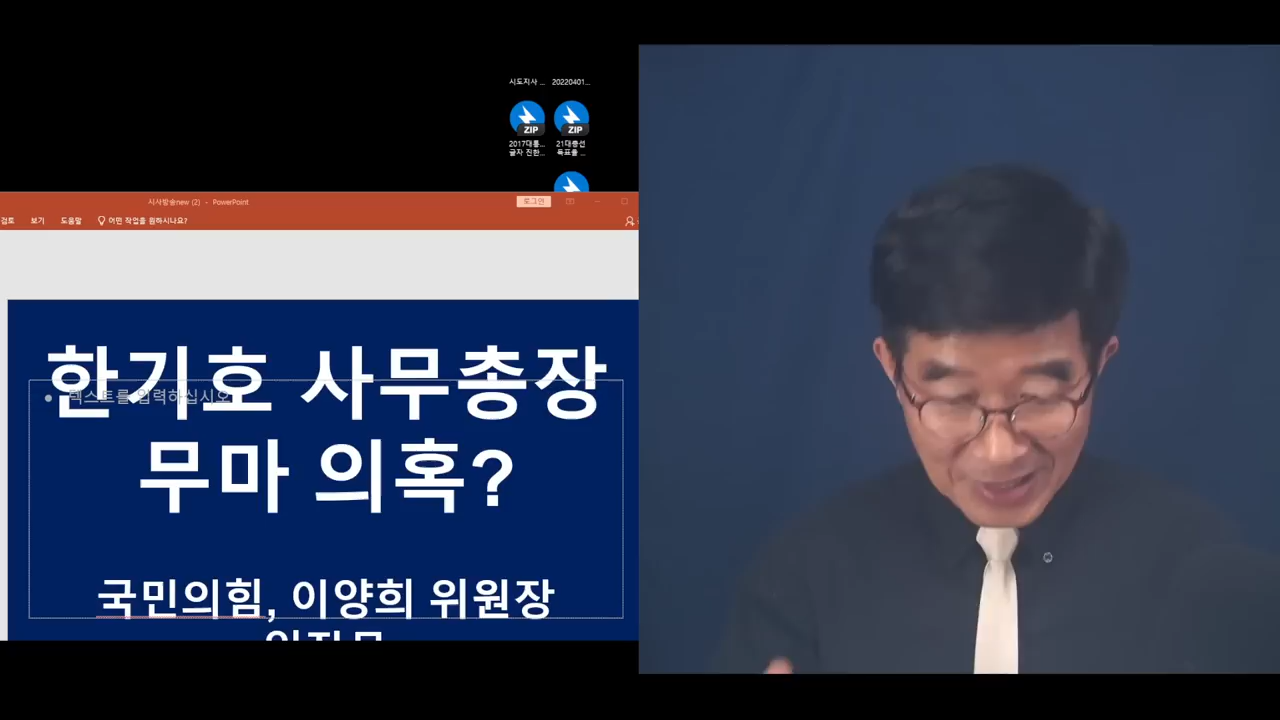 시도지사 ... 20220401...
ZIP ZIP
2017대통... 21대총선
글자 진한... 득표율 ...
시사방송new (2) - PowerPoint 로그인
검토 보기 도움말 어떤 작업을 원하시나요?
한기호 사무총장
텍스트를 입력하십시오
무마 의혹?
국민의힘, 이양희 위원장